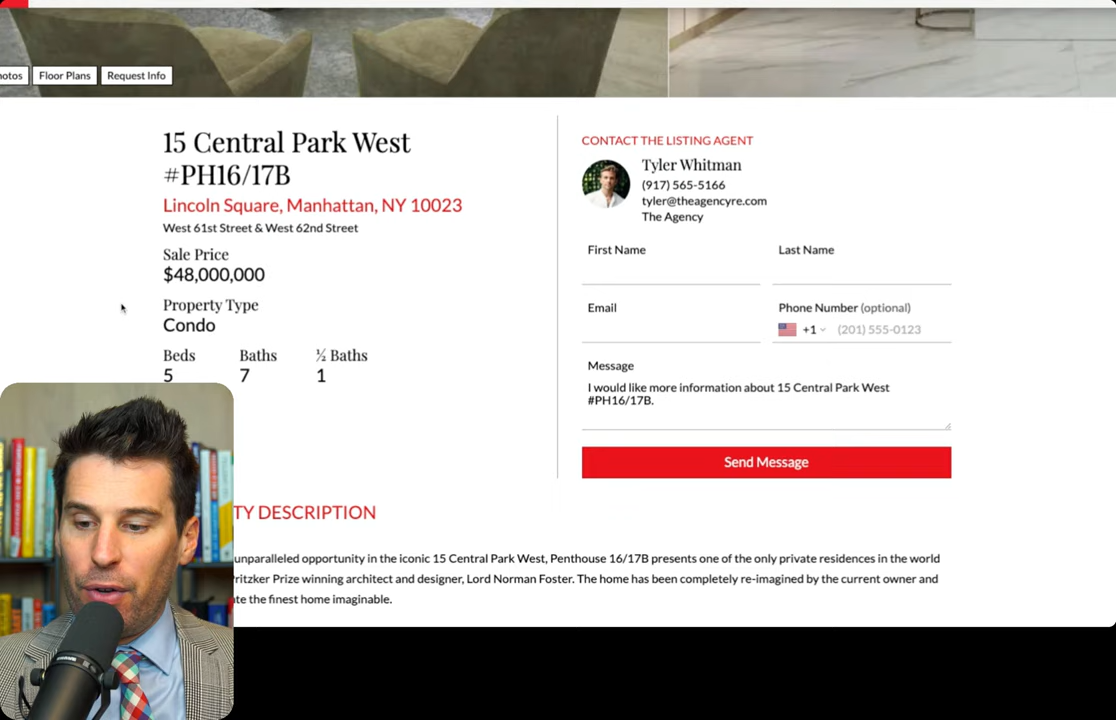 Floor Plans
Request Info
15 Central Park West
#PH16/17B
Lincoln Square, Manhattan, NY 10023
West 61st Street & West 62nd Street
Sale Price
$48,000,000
Property Type
Condo
Beds Baths ½ Baths
5 7 1
CONTACT THE LISTING AGENT
Tyler Whitman
(917) 565-5166
tyler@theagencyre.com
The Agency
First Name Last Name
Email Phone Number (optional)
+1 (201) 555-0123
Message
I would like more information about 15 Central Park West
#PH16/17B.
Send Message
TY DESCRIPTION
unparalleled opportunity in the iconic 15 Central Park West, Penthouse 16/17B presents one of the only private residences in the world
Pritzker Prize winning architect and designer, Lord Norman Foster. The home has been completely re-imagined by the current owner and
the finest home imaginable.